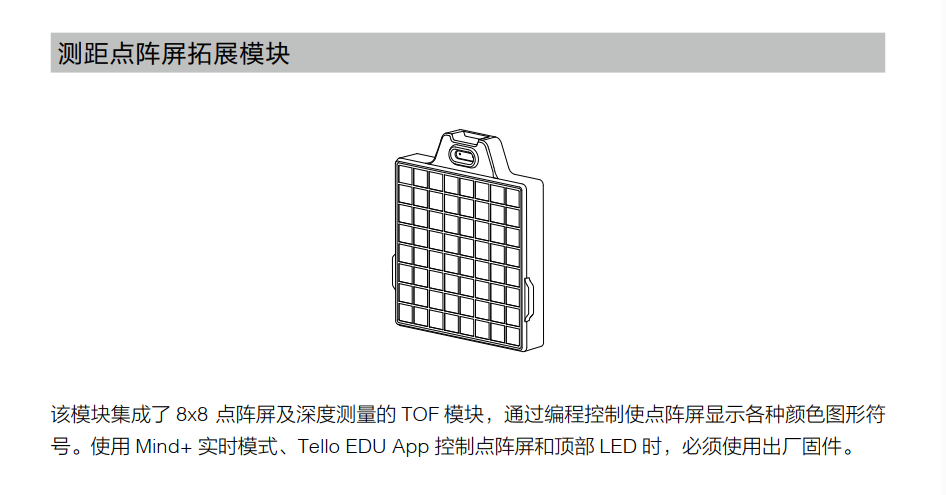 测距点阵屏拓展模块
该模块集成了 8x8 点阵屏及深度测量的 TOF 模块，通过编程控制使点阵屏显示各种颜色图形符
号。使用 Mind+ 实时模式、Tello EDU App 控制点阵屏和顶部 LED 时，必须使用出厂固件。